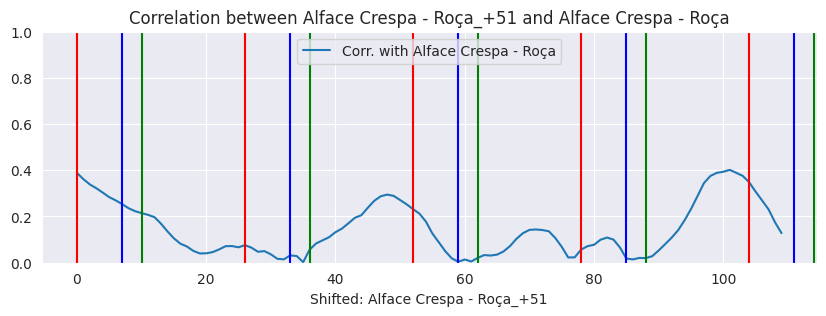 Correlation between Alface Crespa - Roça_+51 and Alface Crespa - Roça
1.0
0.8
0.6
0.4
0.2
0.0
Corr. with Alface Crespa - Roça
0 20 40 60 80 100
Shifted: Alface Crespa - Roça_+51